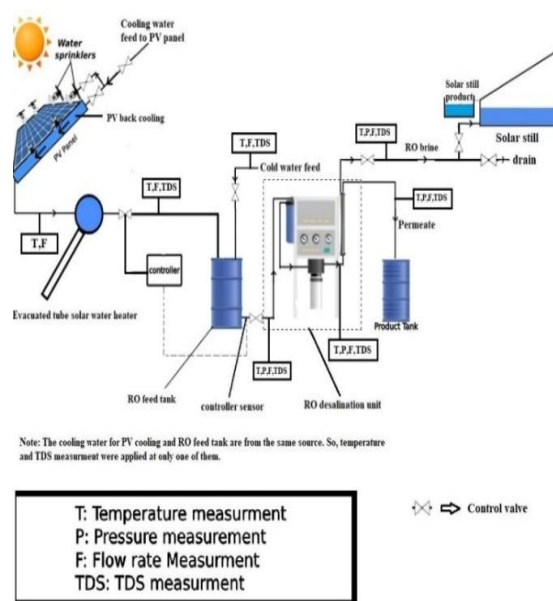 Cooling water
feed to PV panel
Water
sprinklers
PV back cooling
PV Panel
T,F
T,F,TDS
T,F,TDS
Cold water feed
T,P,F,TDS
RO brine
Solar still
product
Solar still
drain
T,P,F,TDS
Permeate
controller
Evacuated tube solar water heater
Product Tank
T,P,F,TDS
T,P,F,TDS
RO feed tank
controller sensor
RO desalination unit
Note: The cooling water for PV cooling and RO feed tank are from the same source. So, temperature
and TDS measurment were applied at only one of them.
T: Temperature measurment
P: Pressure measurement
F: Flow rate Measurment
TDS: TDS measurment
Control valve